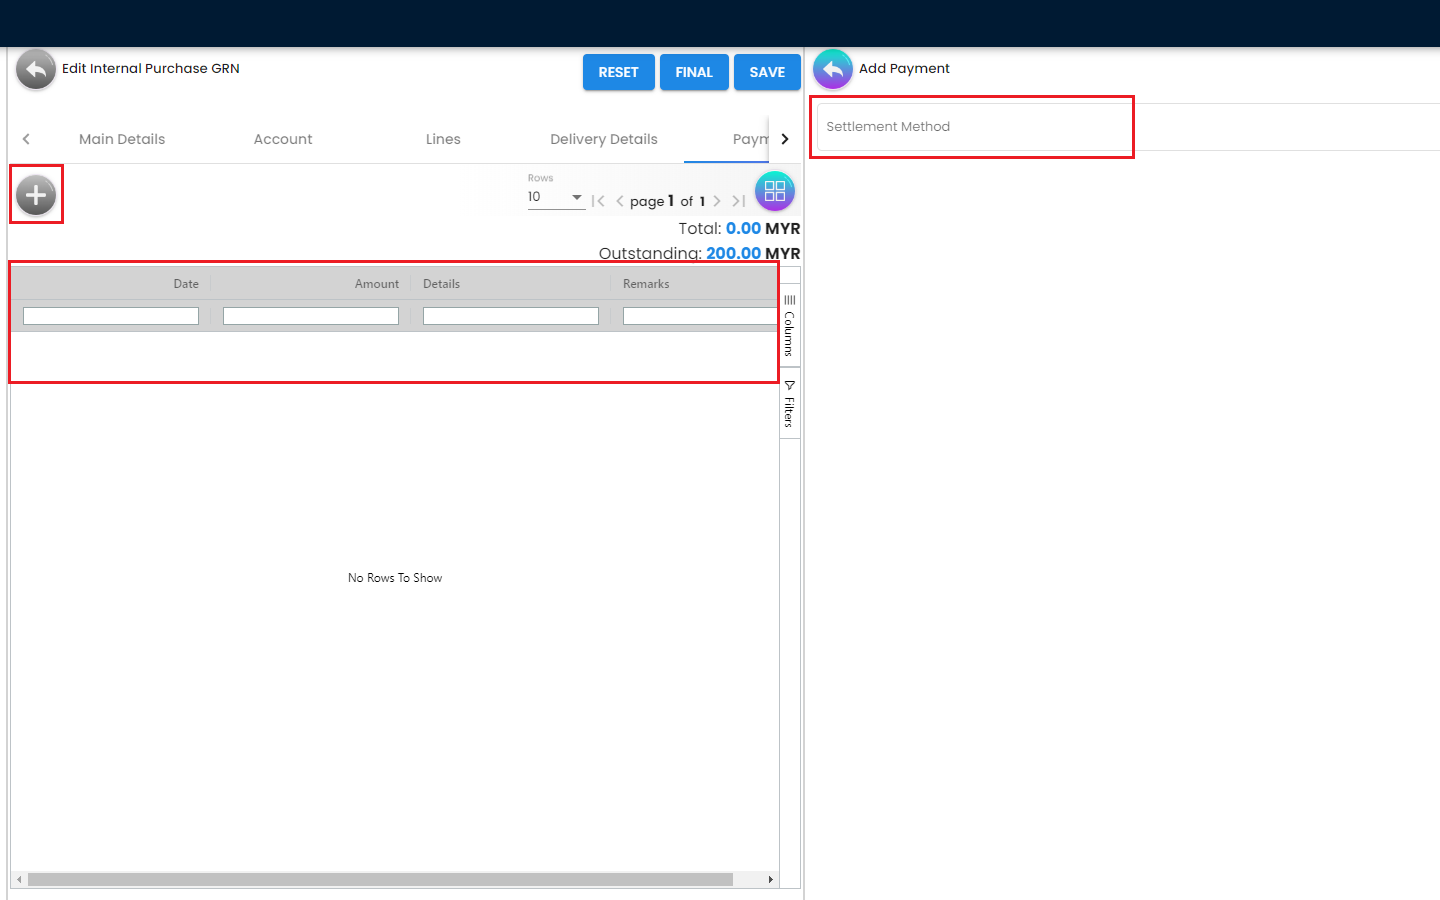 Edit Internal Purchase GRN
RESET
FINAL
SAVE
Main Details
Account
Lines
Delivery Details
Paym
Rows
10
page 1 of 1
Total: 0.00 MYR
Outstanding: 200.00 MYR
Date
Amount
Details
Remarks
Columns
Filters
No Rows To Show
Add Payment
Settlement Method